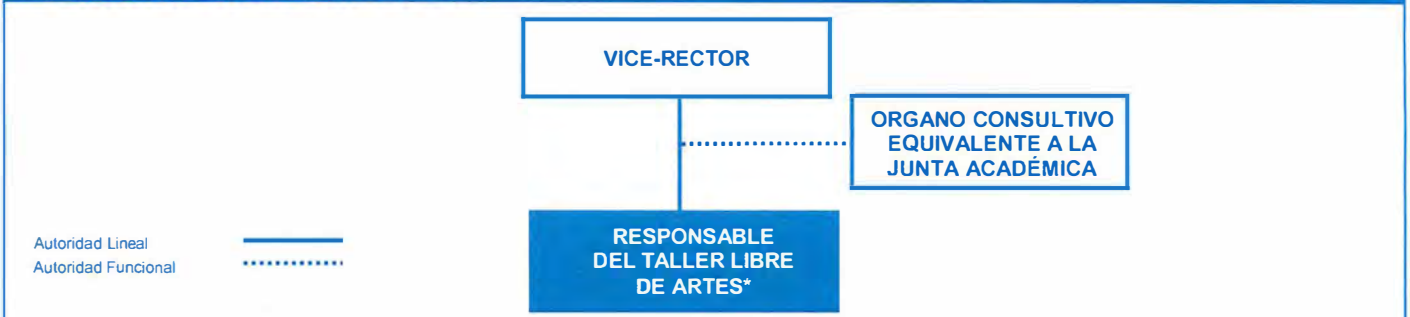 VICE-RECTOR
ORGANO CONSULTIVO
EQUIVALENTE A LA
JUNTA ACADÉMICA
RESPONSABLE
DEL TALLER LIBRE
DE ARTES*
Autoridad Lineal
Autoridad Funcional